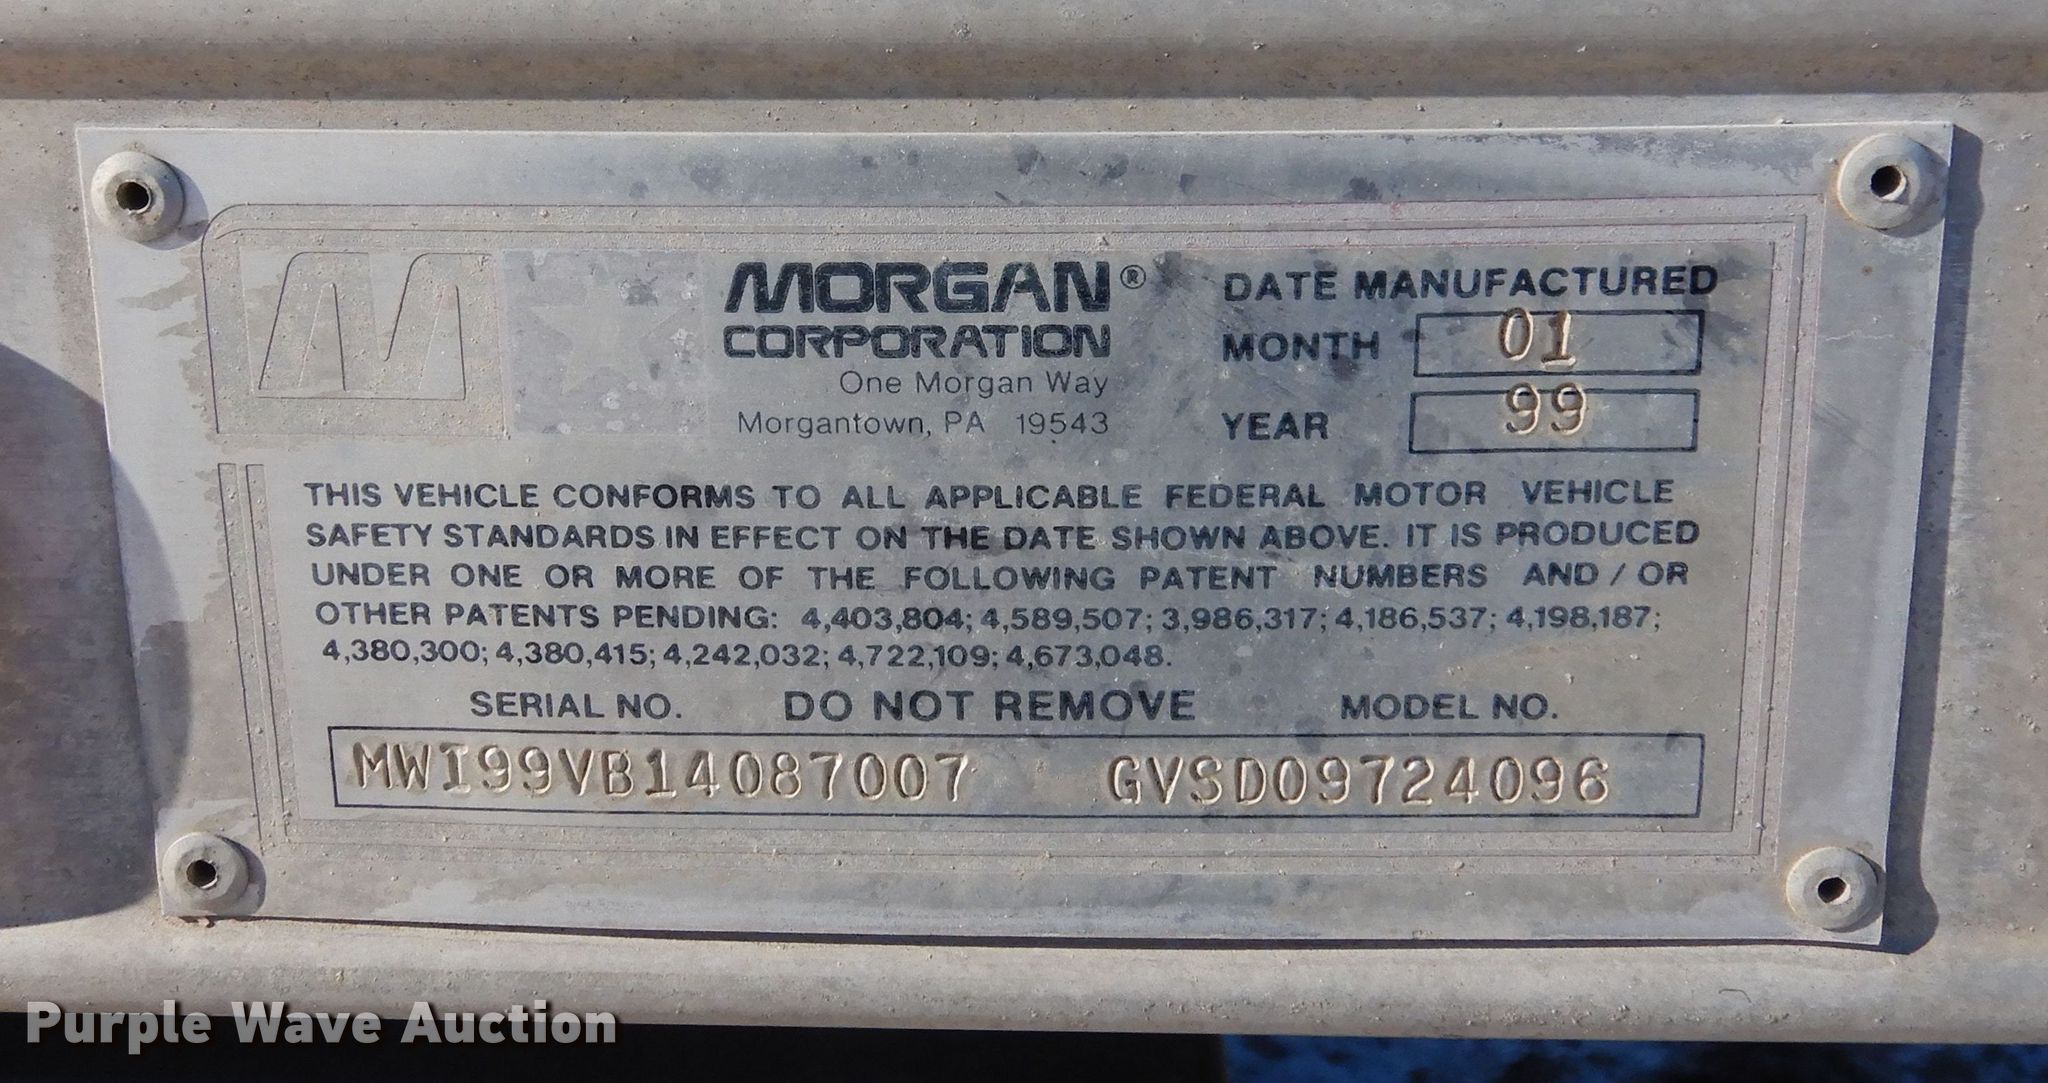 MORGAN®
CORPORATION
One Morgan Way
Morgantown, PA 19543
DATE MANUFACTURED
MONTH 01
YEAR 99
THIS VEHICLE CONFORMS TO ALL APPLICABLE FEDERAL MOTOR VEHICLE
SAFETY STANDARDS IN EFFECT ON THE DATE SHOWN ABOVE. IT IS PRODUCED
UNDER ONE OR MORE OF THE FOLLOWING PATENT NUMBERS AND / OR
OTHER PATENTS PENDING: 4,403,804; 4,589,507; 3,986,317; 4,186,537; 4,198,187;
4,380,300; 4,380,415; 4,242,032; 4,722,109; 4,673,048.
SERIAL NO. DO NOT REMOVE MODEL NO.
MWI99VB14087007 GVSD09724096
Purple Wave Auction